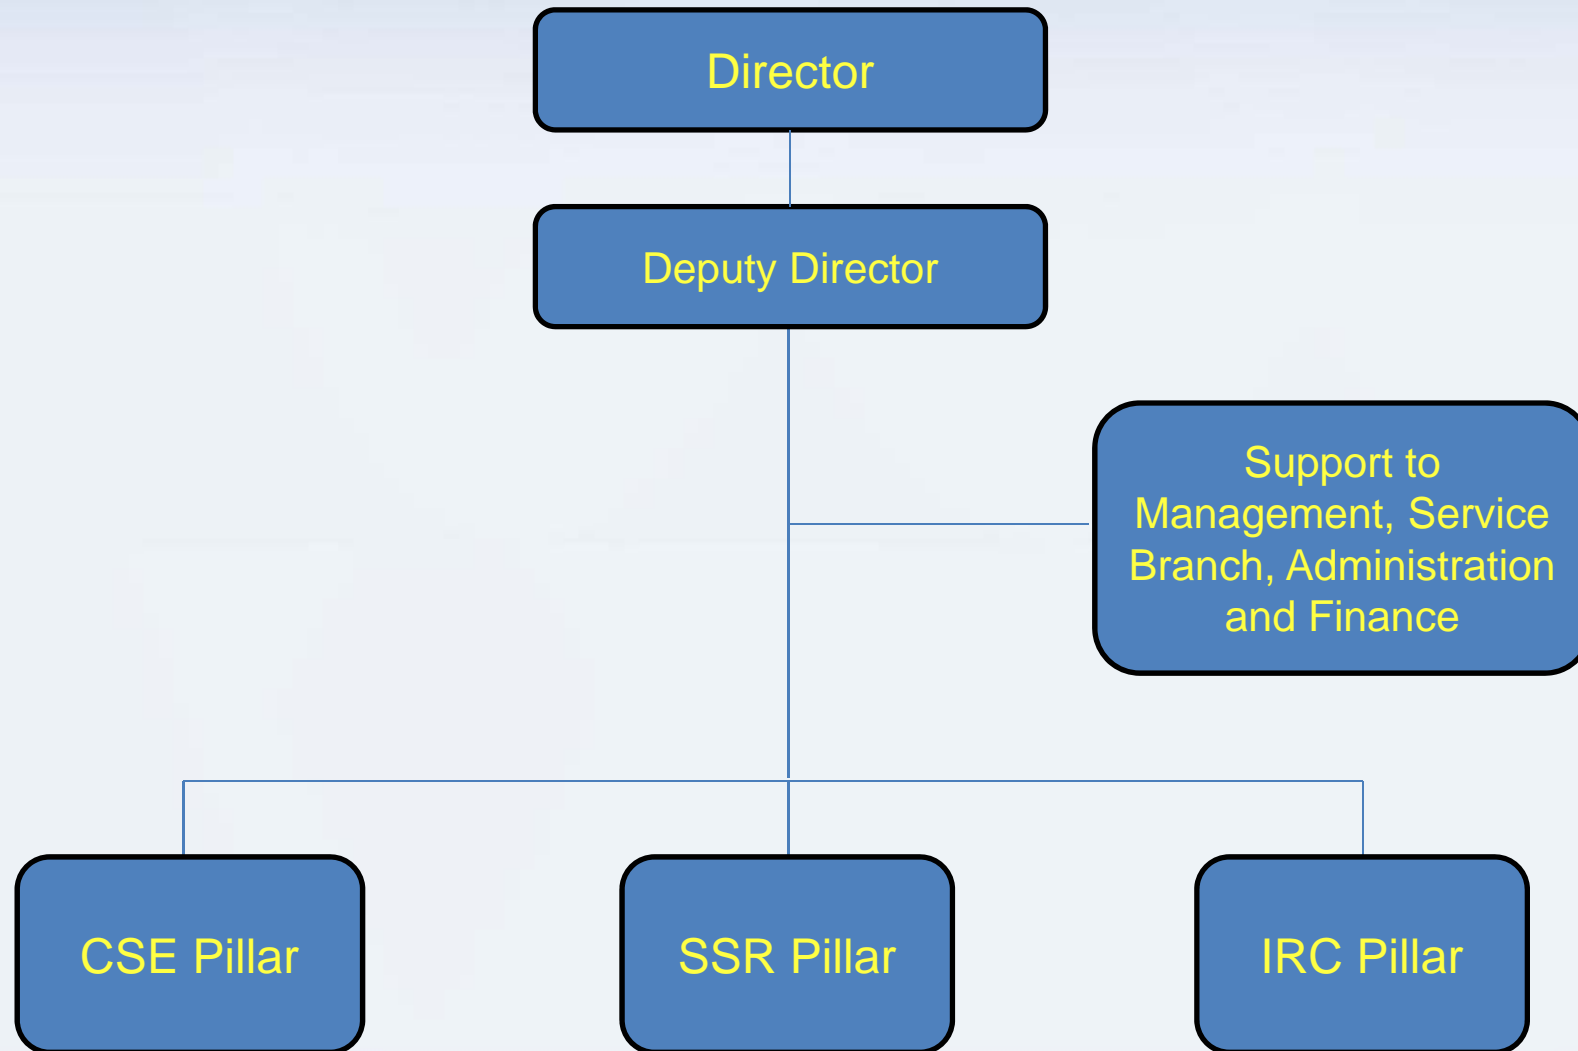 Director
Deputy Director
Support to
Management, Service
Branch, Administration
and Finance
CSE Pillar
SSR Pillar
IRC Pillar